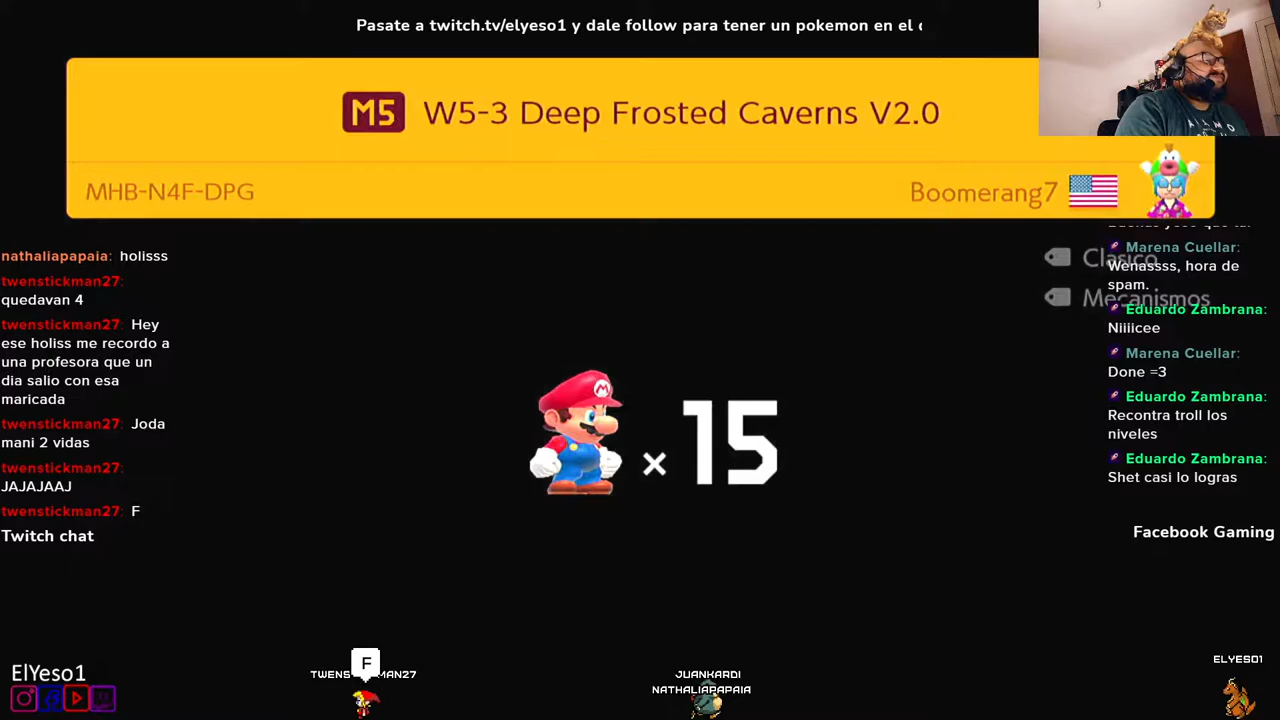 Pasate a twitch.tv/elyeso1 y dale follow para tener un pokemon en el
M5 W5-3 Deep Frosted Caverns V2.0
MHB-N4F-DPG
Boomerang7
Clasico
Mecanismos
nathaliapapaia: holisss
twenstickman27:
quedavan 4
twenstickman27: Hey
ese holiss me recordo a
una profesora que un
dia salio con esa
maricada
twenstickman27: Joda
mani 2 vidas
twenstickman27:
JAJAJAAJ
twenstickman27: F
Twitch chat
× 15
Marena Cuellar:
Wenassss, hora de
spam.
Eduardo Zambrana:
Niiiicee
Marena Cuellar:
Done =3
Eduardo Zambrana:
Recontra troll los
niveles
Eduardo Zambrana:
Shet casi lo logras
Facebook Gaming
ElYeso1
F
JUANKARDI
NATHALIAPAPAIA
ELYESO1